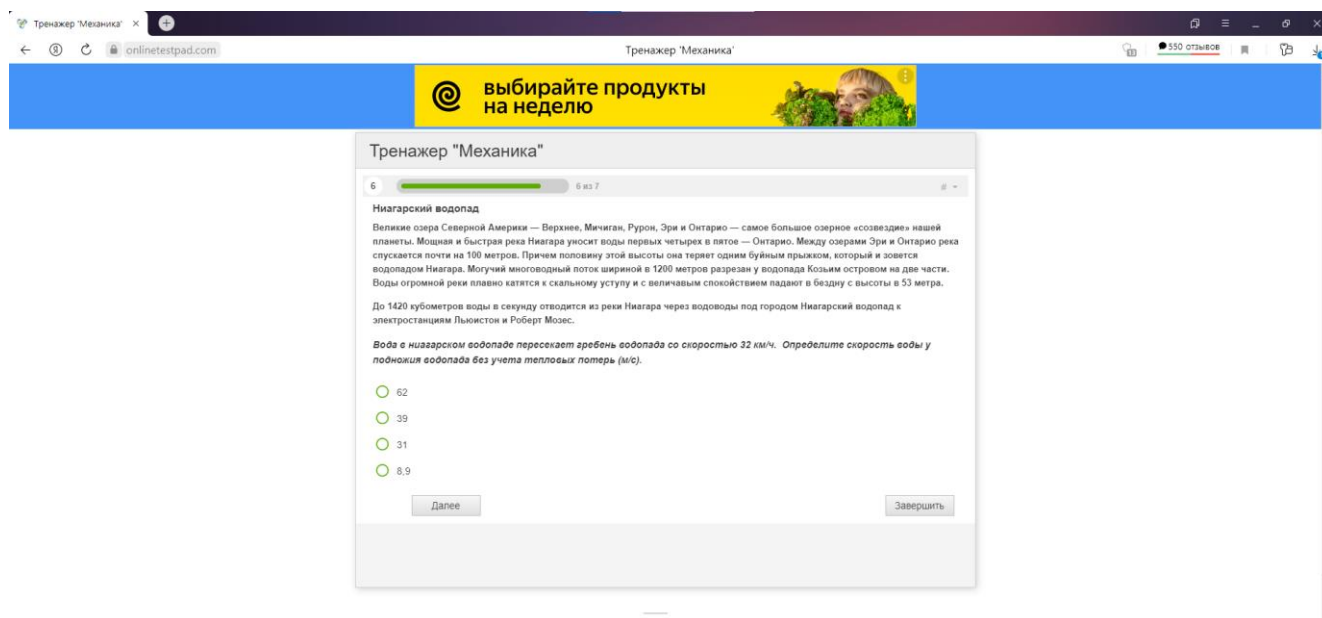 Тренажер 'Механика'
onlinetestpad.com
Тренажер 'Механика'
550 отзывов
выбирайте продукты
на неделю
Тренажер "Механика"
6
6 из 7
#
Ниагарский водопад
Великие озера Северной Америки — Верхнее, Мичиган, Рурон, Эри и Онтарио — самое большое озерное «созвездие» нашей
планеты. Мощная и быстрая река Ниагара уносит воды первых четырех в пятое — Онтарио. Между озерами Эри и Онтарио река
спускается почти на 100 метров. Причем половину этой высоты она теряет одним буйным прыжком, который и зовется
водопадом Ниагара. Могучий многоводный поток шириной в 1200 метров разрезан у водопада Козьим островом на две части.
Воды огромной реки плавно катятся к скальному уступу и с величавым спокойствием падают в бездну с высоты в 53 метра.
До 1420 кубометров воды в секунду отводится из реки Ниагара через водоводы под городом Ниагарский водопад к
электростанциям Льюистон и Роберт Мозес.
Вода в ниагарском водопаде пересекает гребень водопада со скоростью 32 км/ч. Определите скорость воды у
подножия водопада без учета тепловых потерь (м/с).
62
39
31
8,9
Далее
Завершить